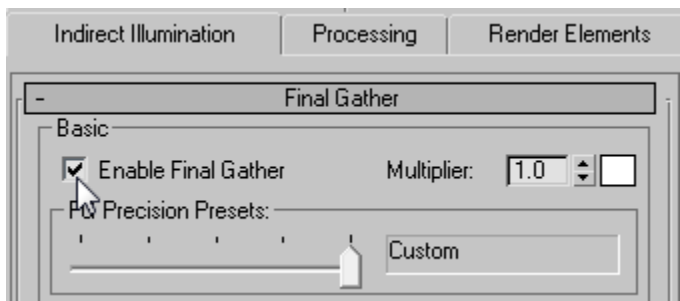 Indirect Illumination Processing Render Elements
- Final Gather
Basic
Enable Final Gather Multiplier: 1.0
Precision Presets:
Custom